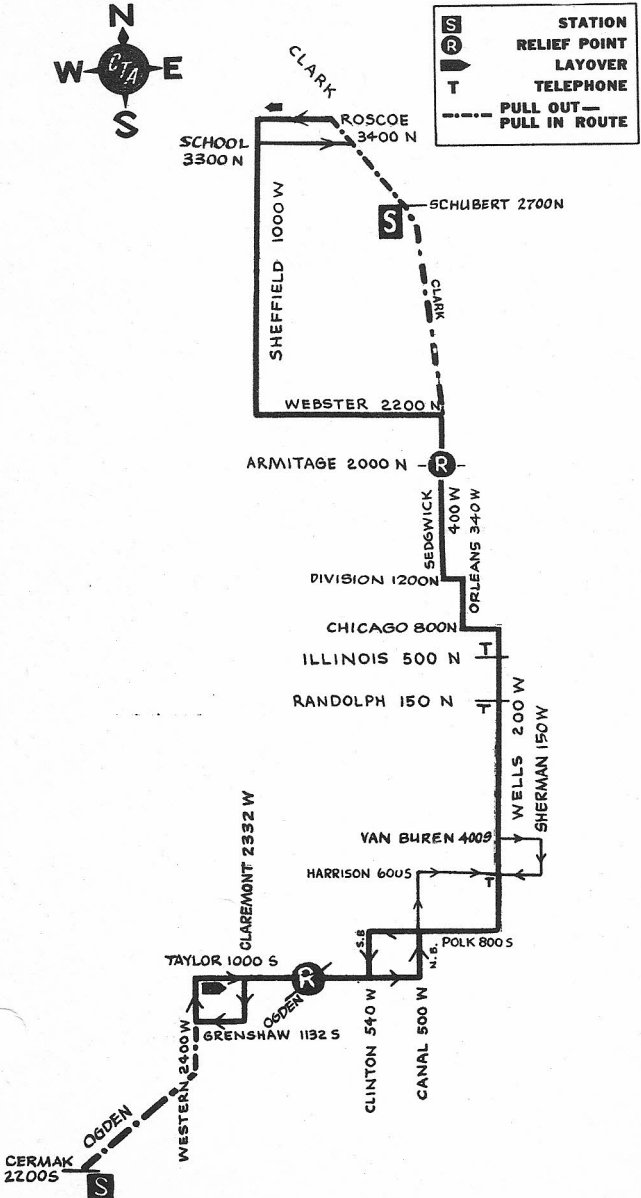 N
W CTA E
S
S STATION
R RELIEF POINT
LAYOVER
T TELEPHONE
PULL OUT—
PULL IN ROUTE
CLARK
ROSCOE
3400 N
SCHOOL
3300 N
SCHUBERT 2700N
S
SHEFFIELD 1000 W
CLARK
WEBSTER 2200 N
ARMITAGE 2000 N
R
SEDGWICK
400 W
ORLEANS 340 W
DIVISION 1200N
CHICAGO 800N
T
ILLINOIS 500 N
RANDOLPH 150 N
T
WELLS 200 W
SHERMAN 150W
VAN BUREN 400S
HARRISON 600S
T
CLAREMONT 2332 W
S.B.
N.B.
POLK 800 S
TAYLOR 1000 S
R
OGDEN
GRENSHAW 1132 S
WESTERN 2400 W
CLINTON 540 W
CANAL 500 W
OGDEN
CERMAK
2200S
S